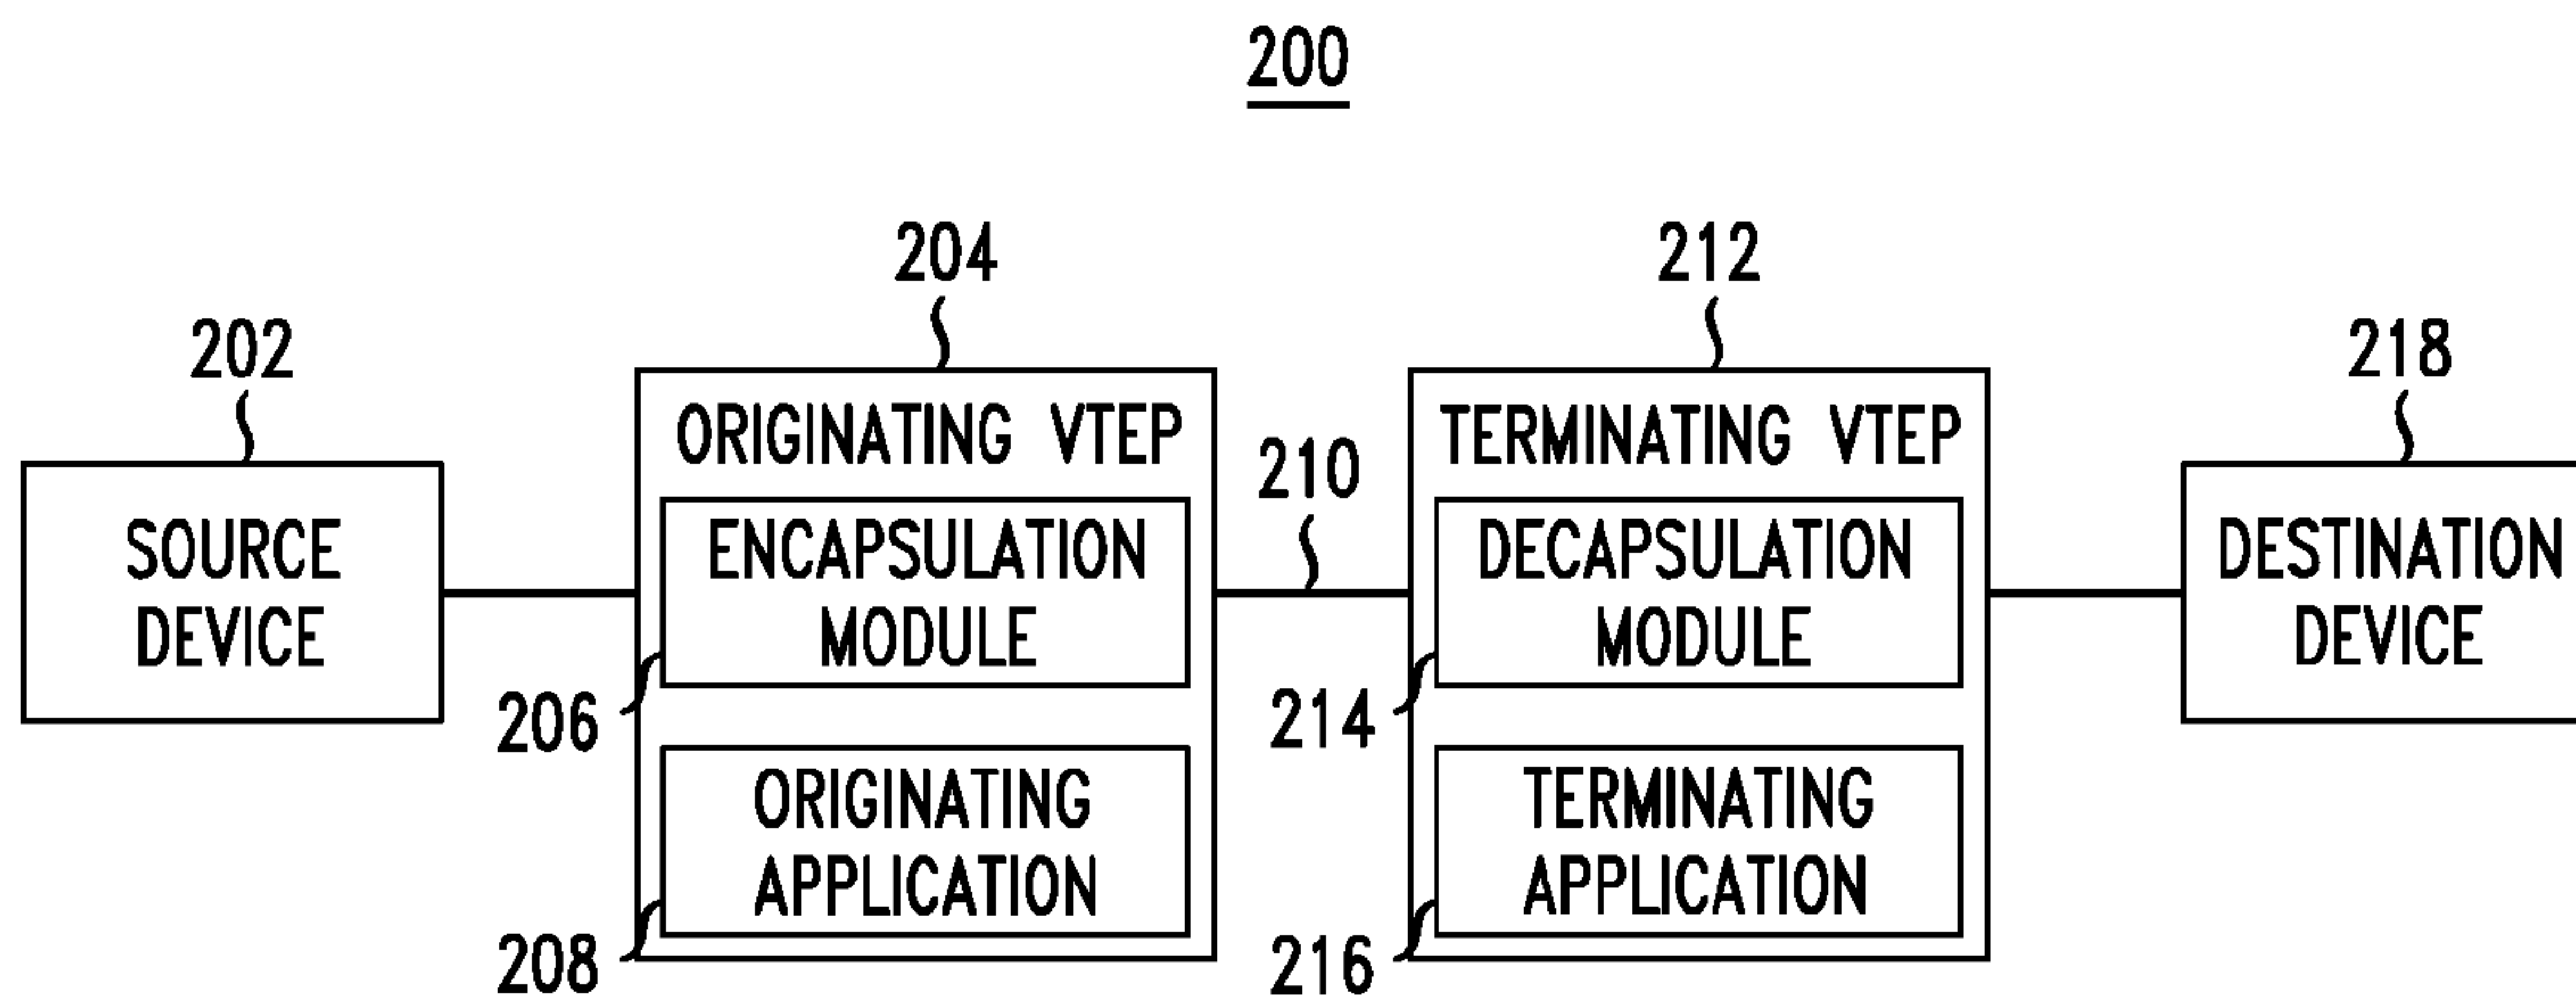 200
204
212
202
218
ORIGINATING VTEP
TERMINATING VTEP
210
SOURCE
DEVICE
ENCAPSULATION
MODULE
DECAPSULATION
MODULE
DESTINATION
DEVICE
206
214
ORIGINATING
APPLICATION
TERMINATING
APPLICATION
208
216